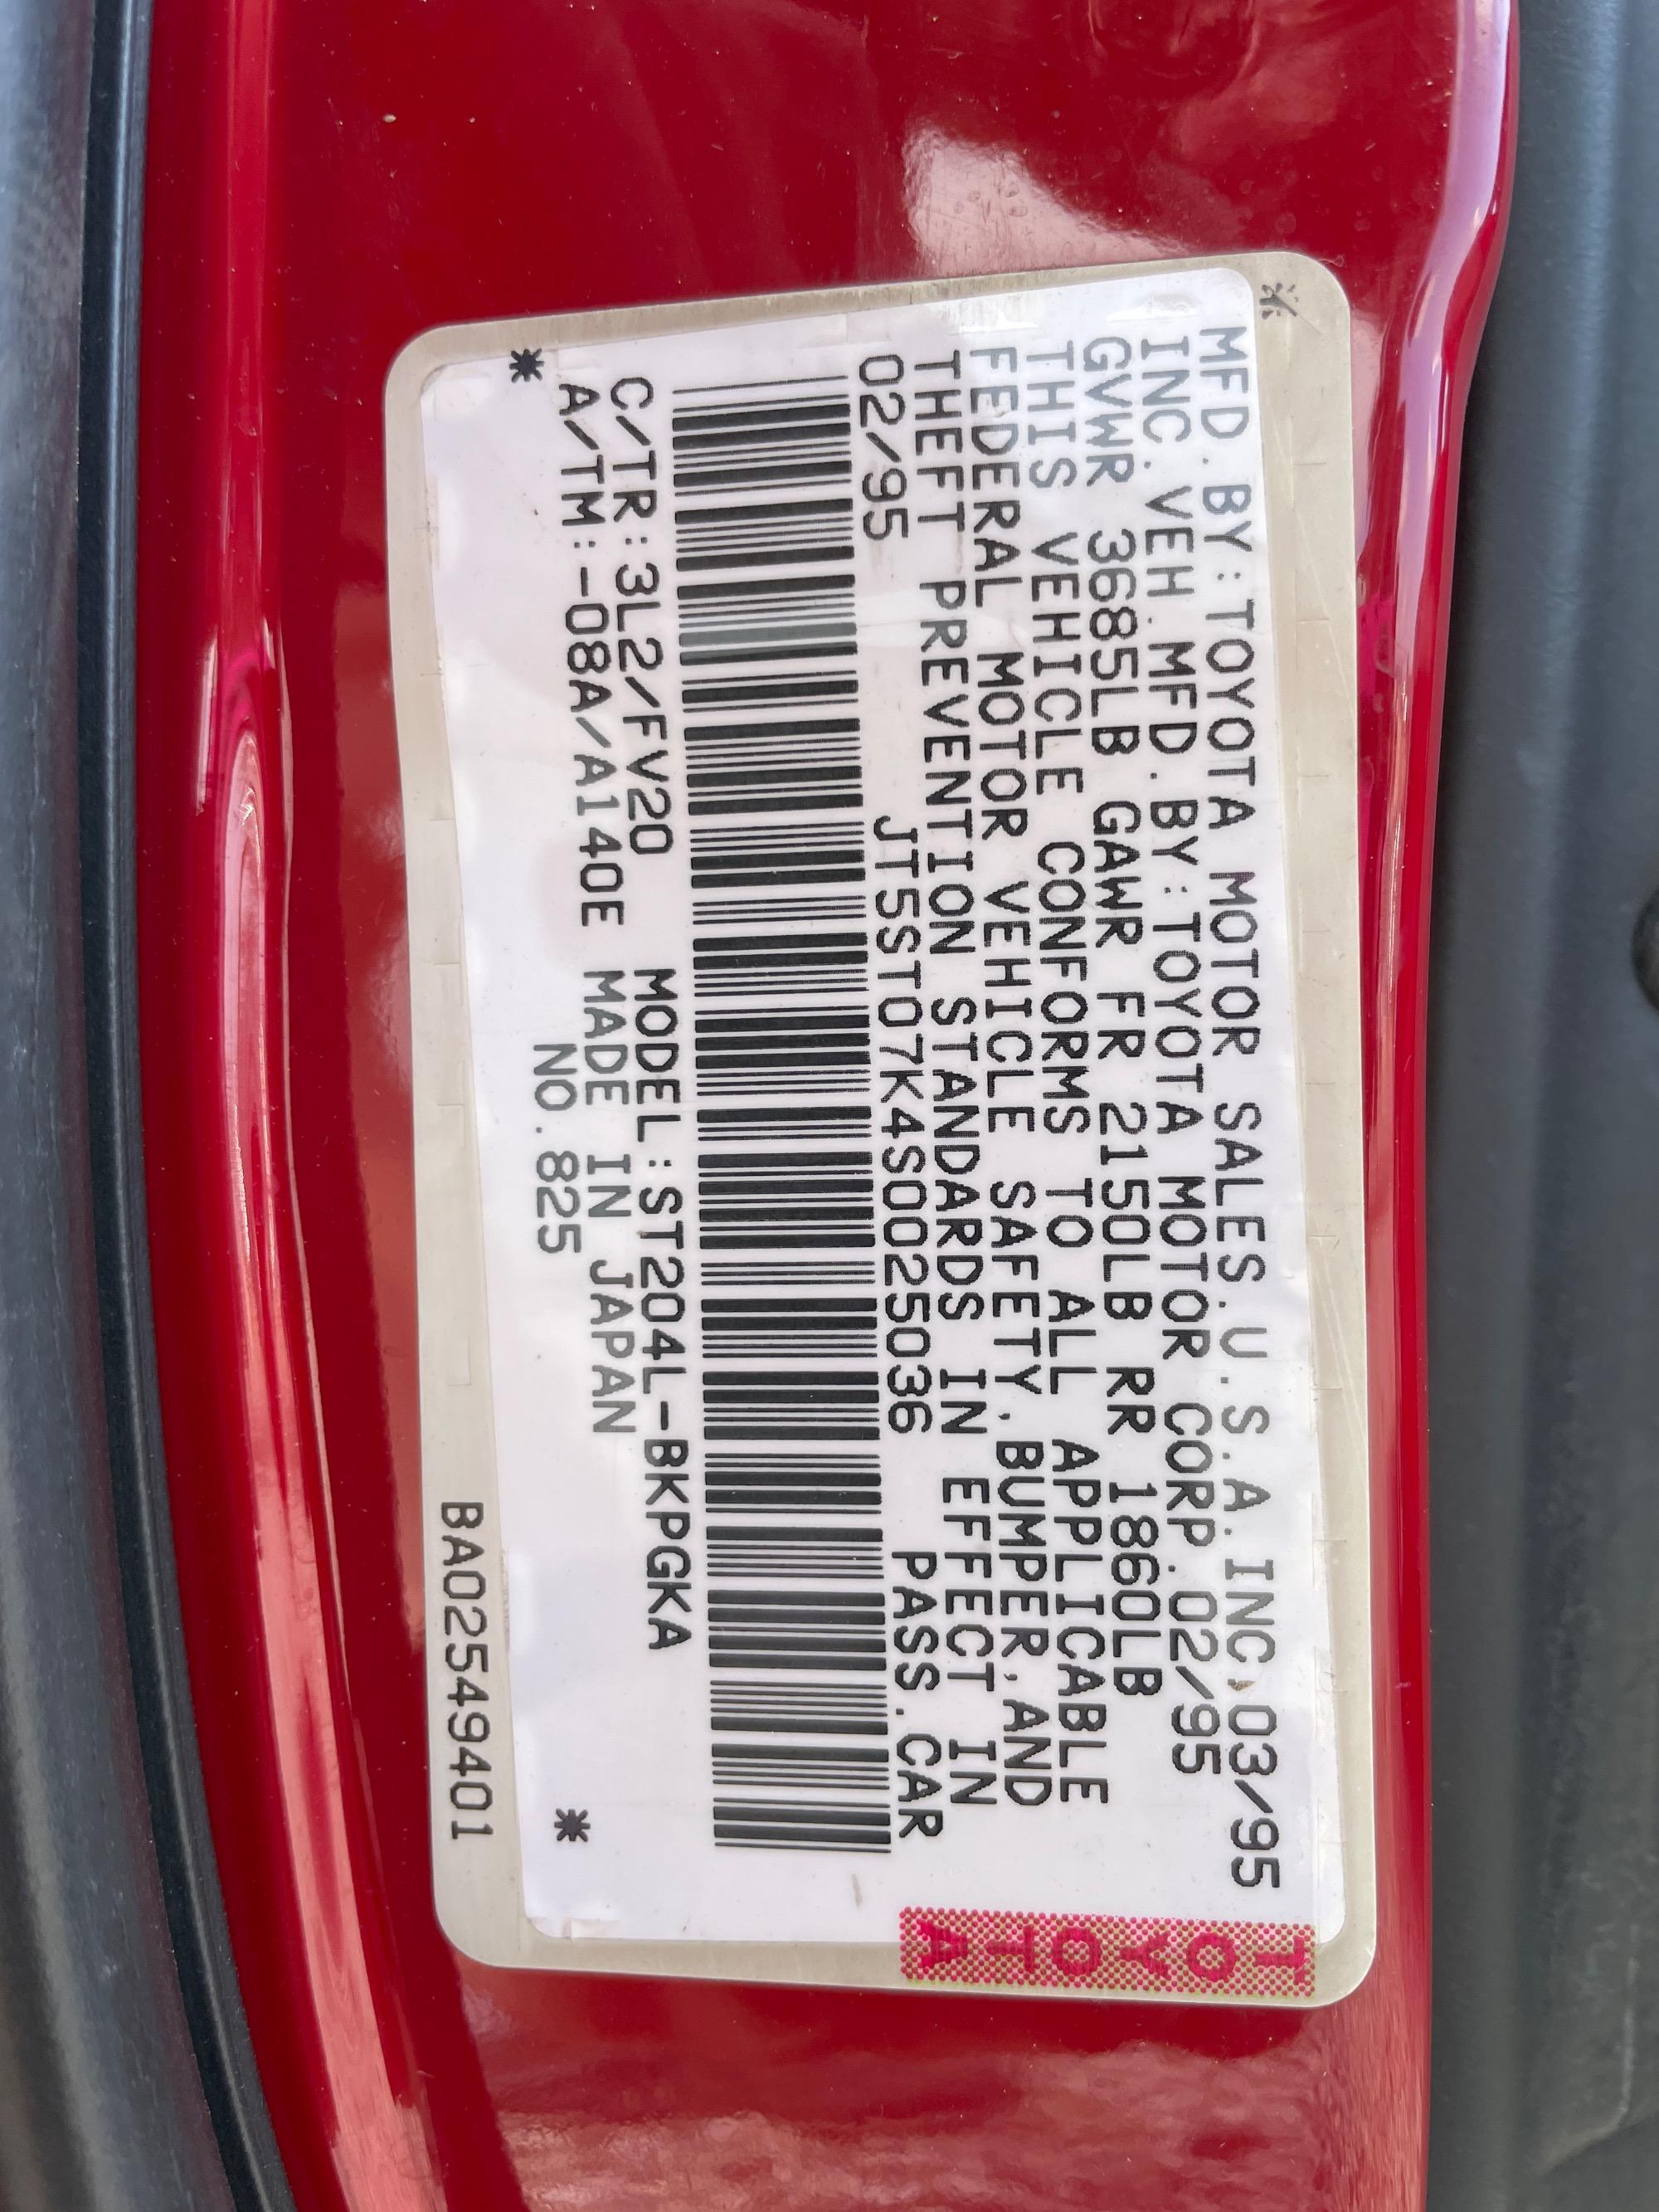 MFD.BY:TOYOTA MOTOR SALES.U.S.A.INC.03/95
INC.VEH.MFD.BY:TOYOTA MOTOR CORP.02/95
GVWR 3685LB GAWR FR 2150LB RR 1860LB
THIS VEHICLE CONFORMS TO ALL APPLICABLE
FEDERAL MOTOR VEHICLE SAFETY.BUMPER,AND
THEFT PREVENTION STANDARDS IN EFFECT IN
02/95 JT5ST07K4S0025036 PASS.CAR
C/TR:3L2/FV20 MODEL:ST204L-BKPGKA
A/TM:-08A/A140E MADE IN JAPAN
NO.825
BA02549401
TOYOTA